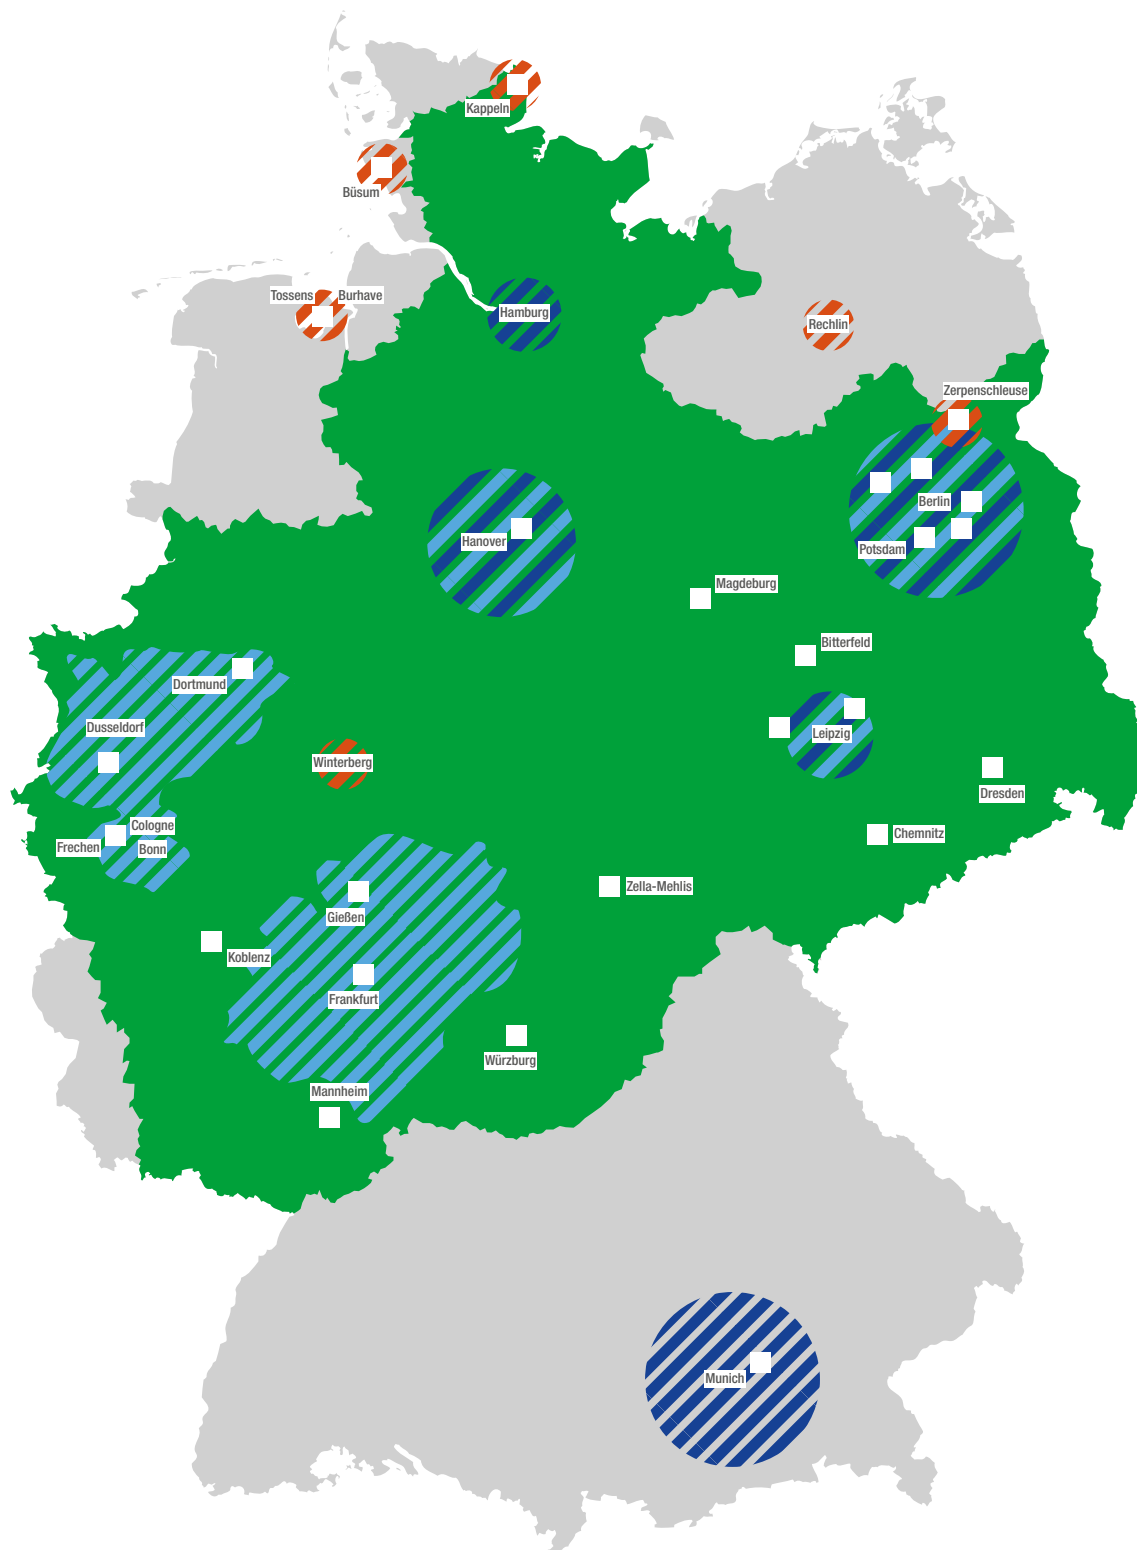 Kappeln
Büsum
Tossens
Burhave
Hamburg
Rechlin
Zerpenschleuse
Berlin
Hanover
Potsdam
Magdeburg
Bitterfeld
Dortmund
Dusseldorf
Leipzig
Winterberg
Dresden
Cologne
Chemnitz
Frechen
Bonn
Zella-Mehlis
Gießen
Koblenz
Frankfurt
Würzburg
Mannheim
Munich